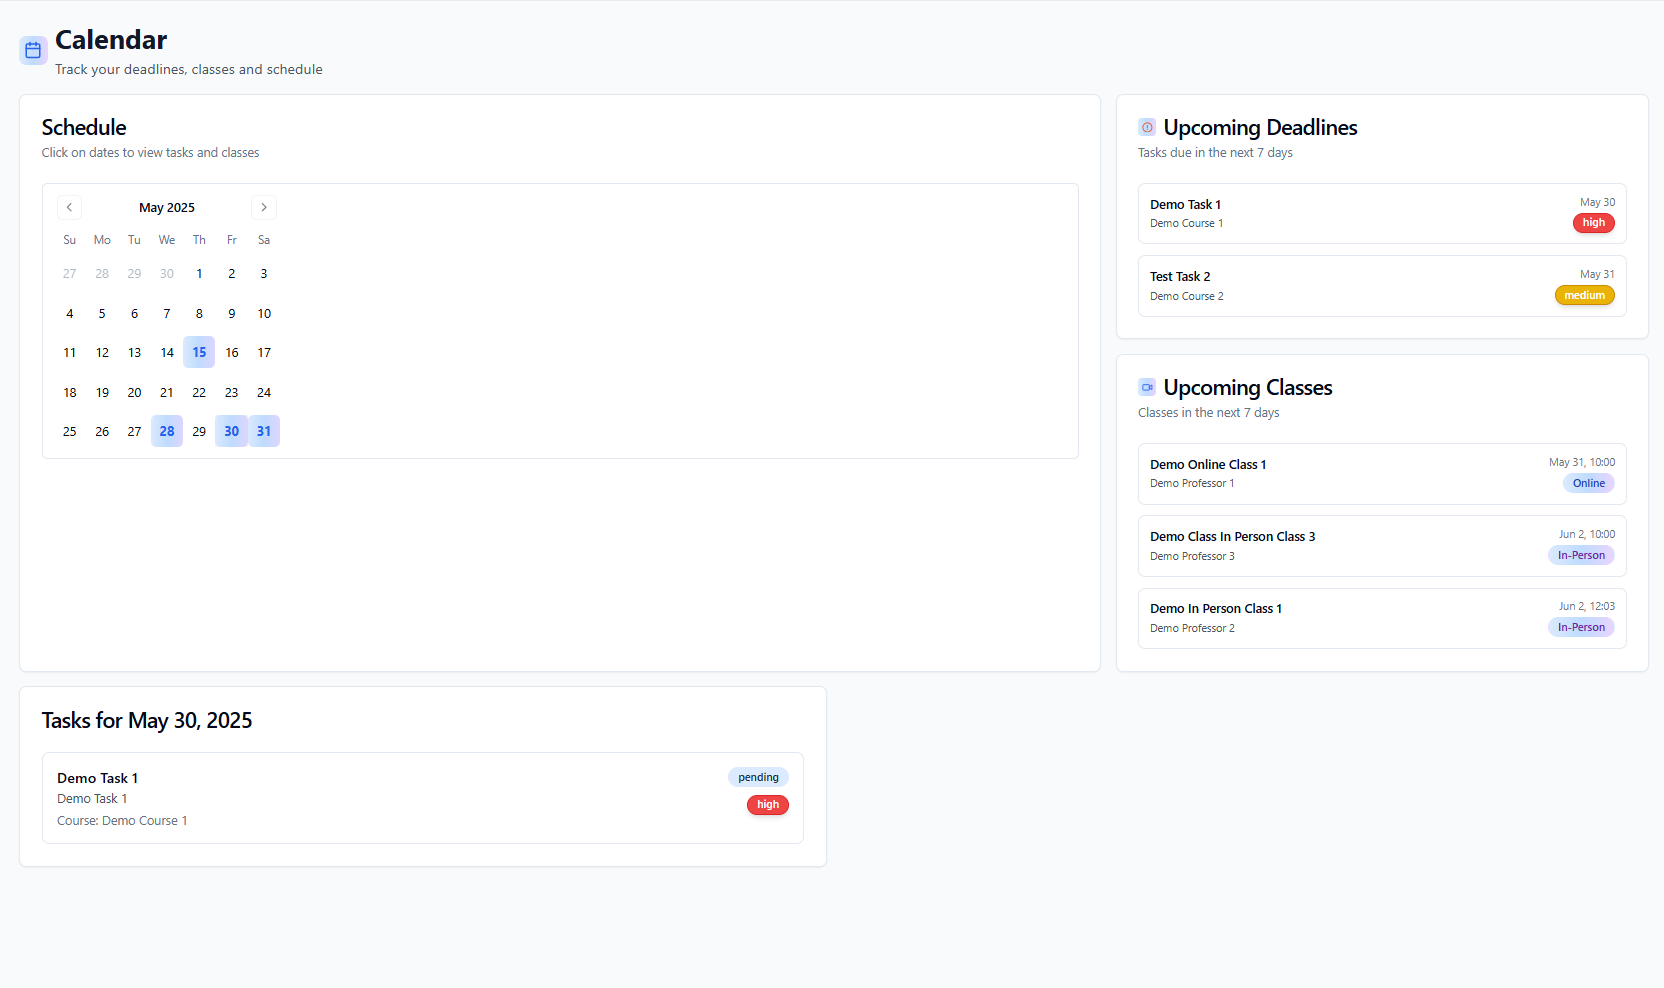 Calendar
Track your deadlines, classes and schedule
Schedule
Click on dates to view tasks and classes
May 2025
Su Mo Tu We Th Fr Sa
27 28 29 30 1 2 3
4 5 6 7 8 9 10
11 12 13 14 15 16 17
18 19 20 21 22 23 24
25 26 27 28 29 30 31
Upcoming Deadlines
Tasks due in the next 7 days
Demo Task 1
May 30
Demo Course 1
high
Test Task 2
May 31
Demo Course 2
medium
Upcoming Classes
Classes in the next 7 days
Demo Online Class 1
May 31, 10:00
Demo Professor 1
Online
Demo Class In Person Class 3
Jun 2, 10:00
Demo Professor 3
In-Person
Demo In Person Class 1
Jun 2, 12:03
Demo Professor 2
In-Person
Tasks for May 30, 2025
Demo Task 1
pending
Demo Task 1
high
Course: Demo Course 1